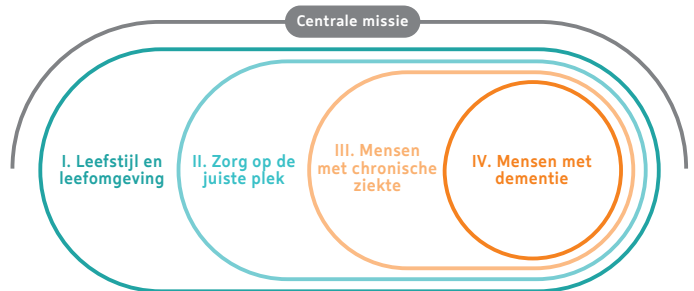 Centrale missie
I. Leefstijl en
leefomgeving
II. Zorg op de
juiste plek
III. Mensen
met chronische
ziekte
IV. Mensen met
dementie